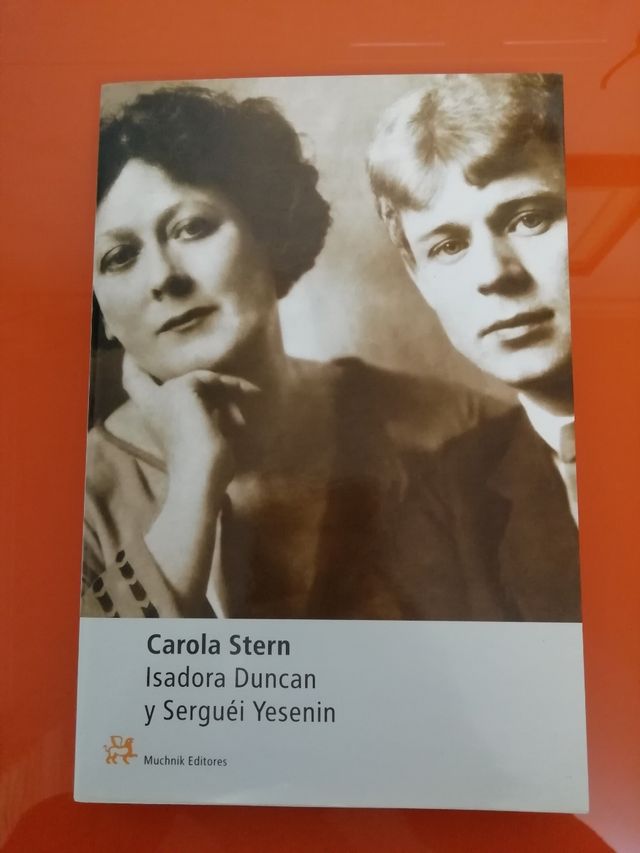 Carola Stern
Isadora Duncan
y Serguéi Yesenin
Muchnik Editores